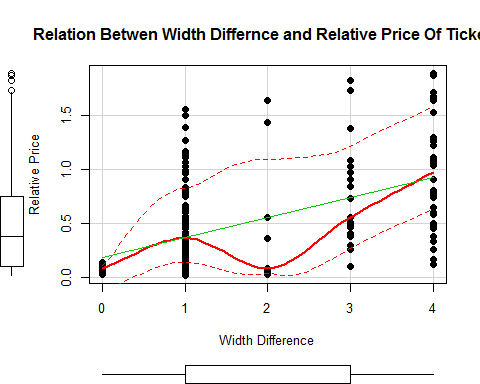 Relation Betwen Width Differnce and Relative Price Of Ticke
Relative Price
1.5
1.0
0.5
0.0
0 1 2 3 4
Width Difference